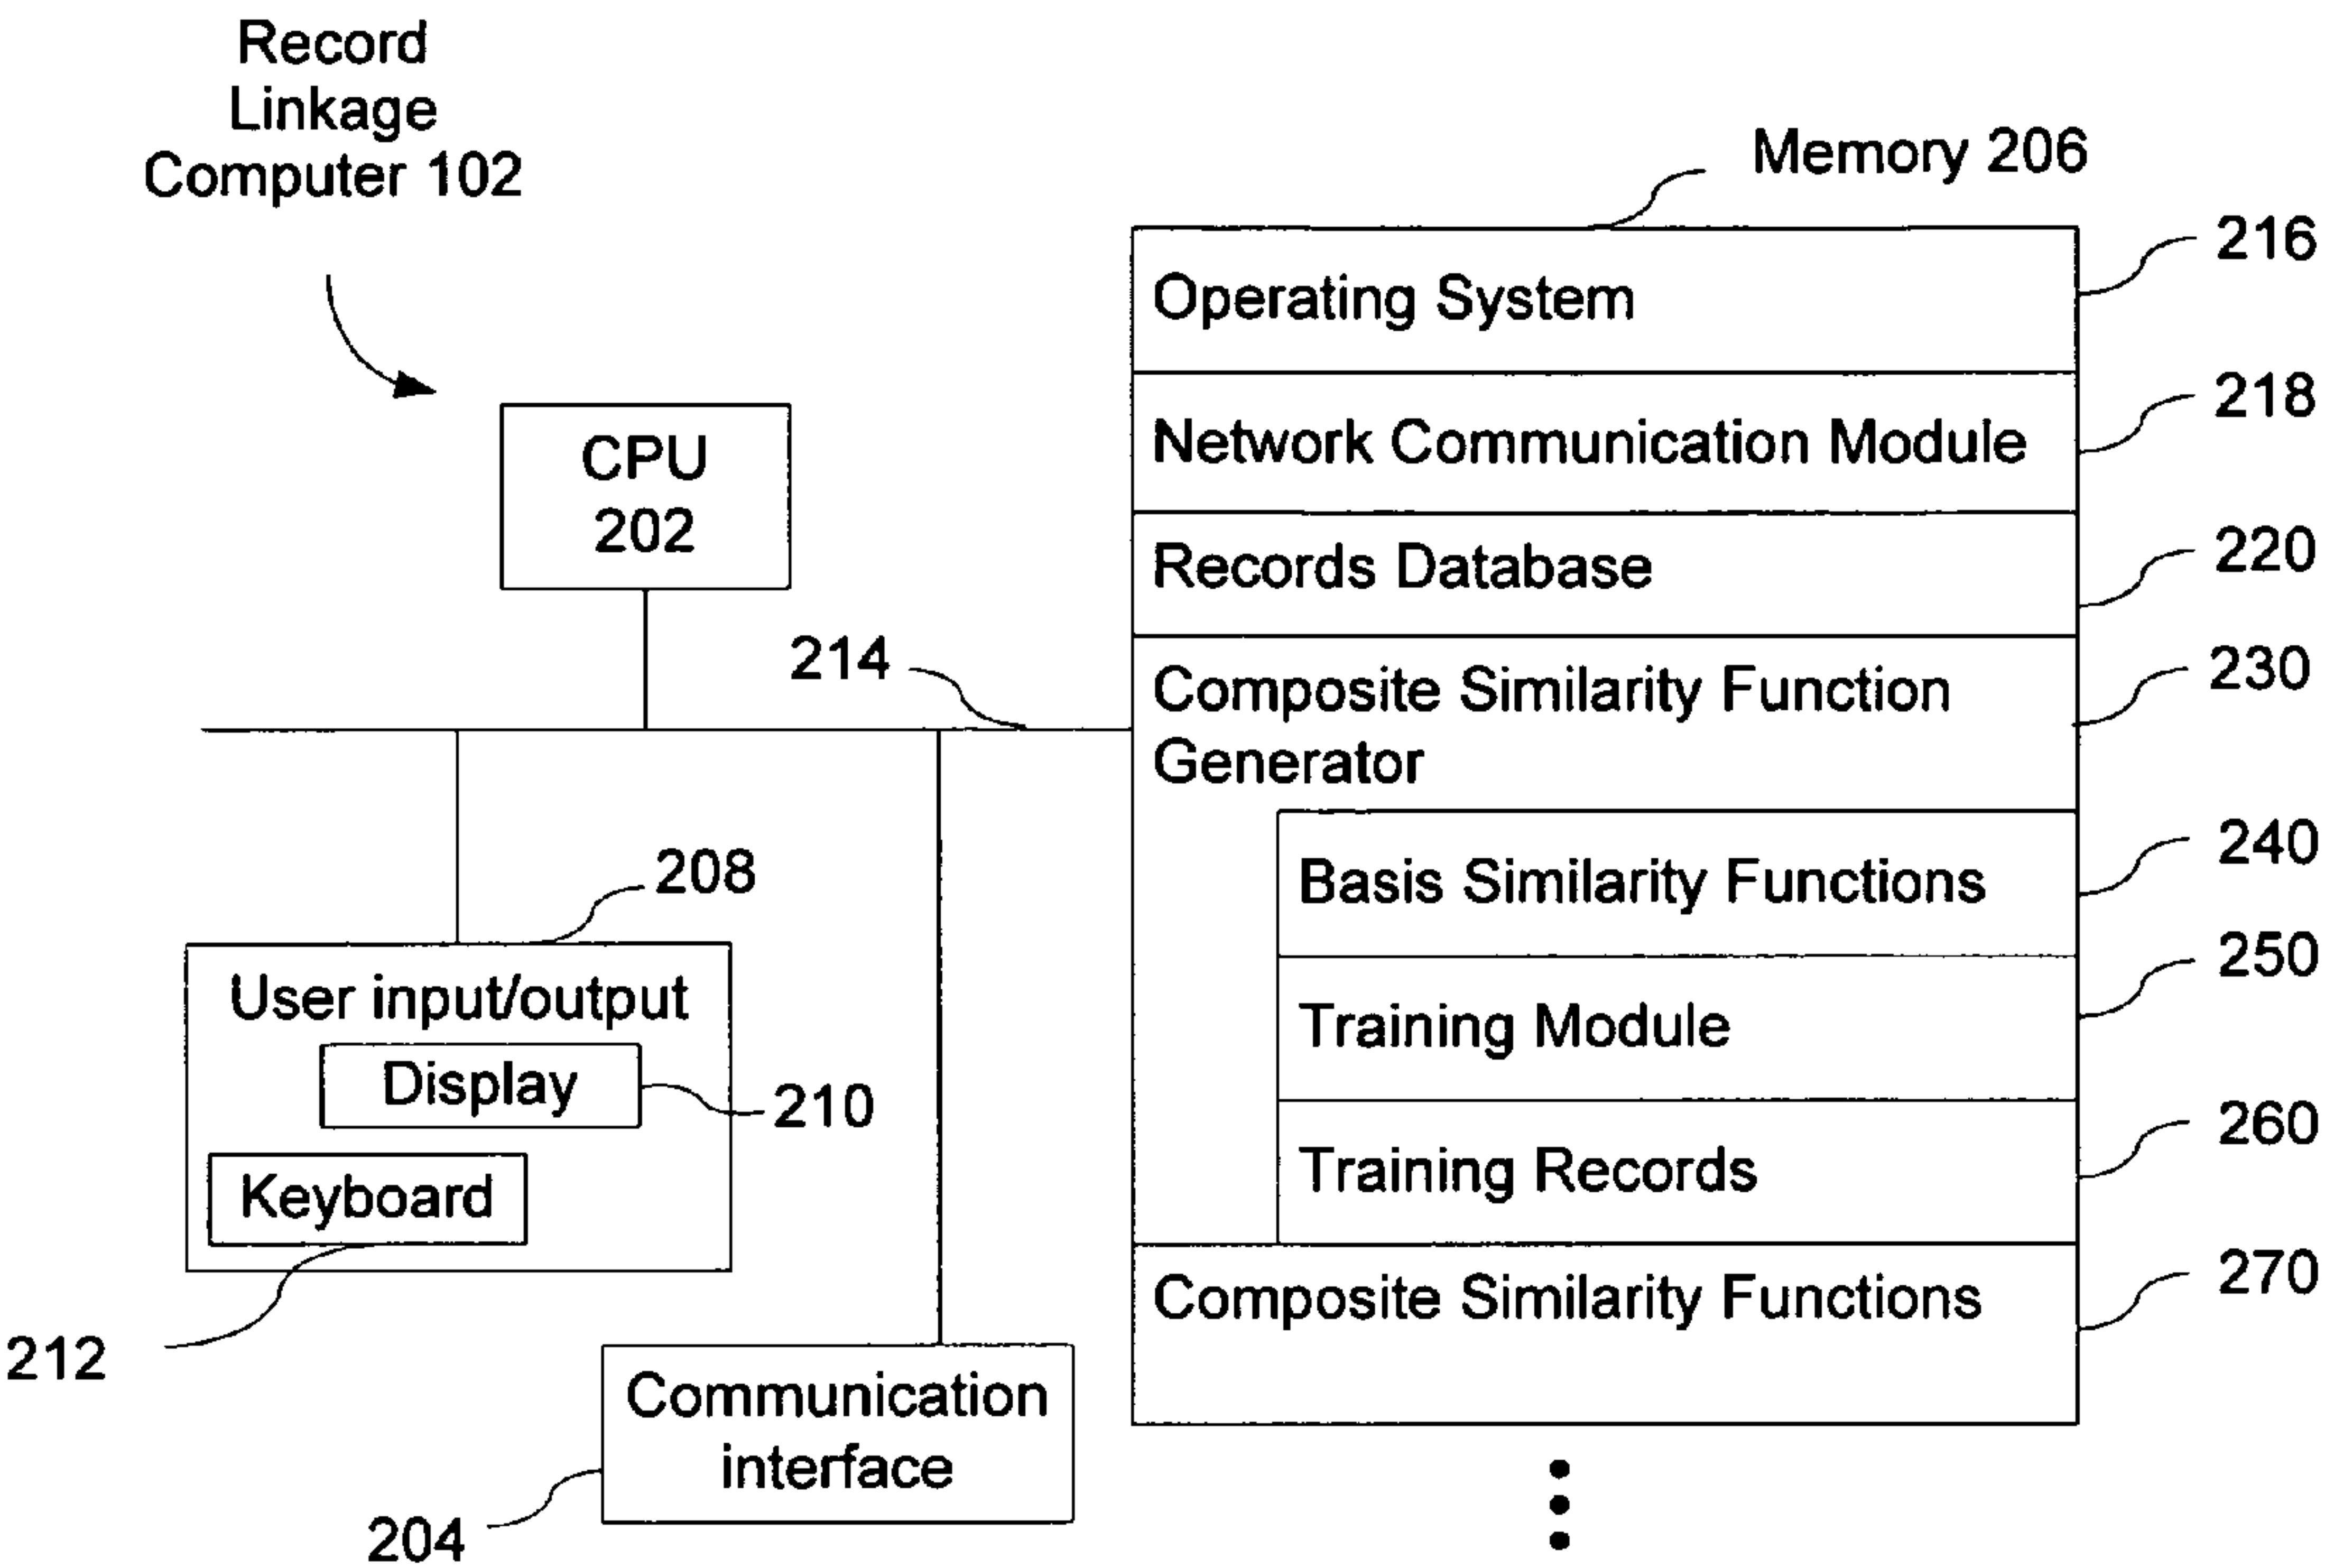 Record
Linkage
Computer 102
Memory 206
216
Operating System
218
Network Communication Module
CPU
202
220
Records Database
214
230
Composite Similarity Function
Generator
240
Basis Similarity Functions
208
250
User input/output
Training Module
Display
210
260
Training Records
Keyboard
270
Composite Similarity Functions
212
Communication
interface
204